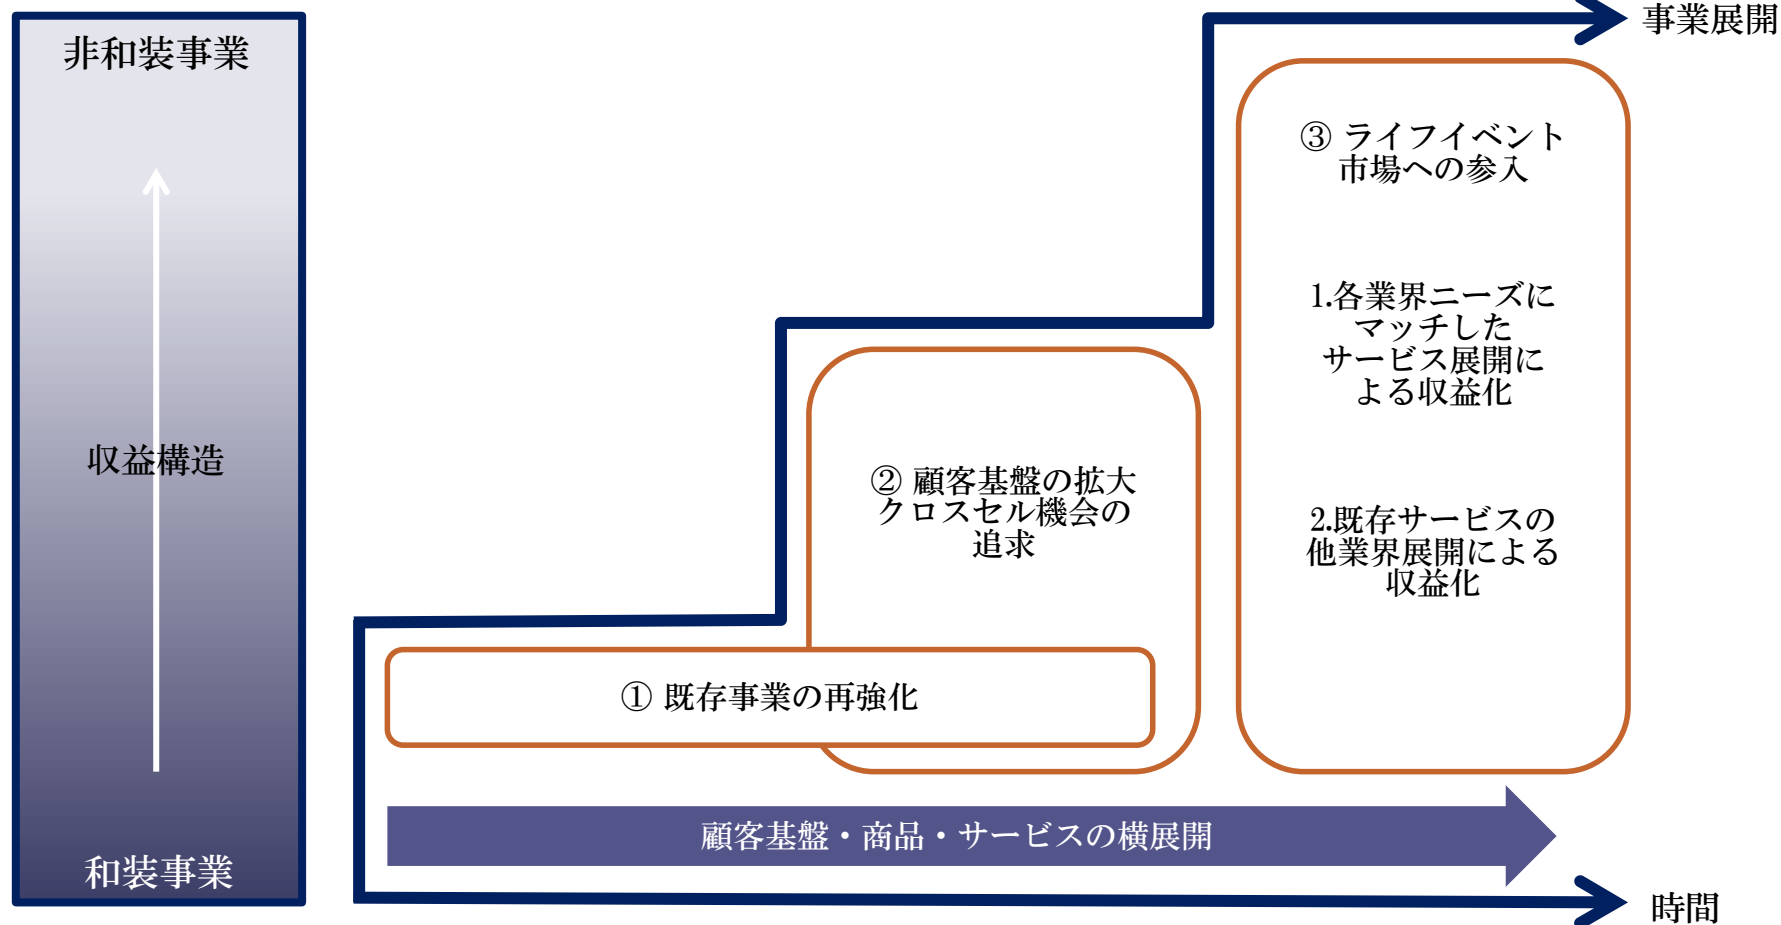 非和装事業
収益構造
和装事業
事業展開
③ ライフイベント
市場への参入
1.各業界ニーズに
マッチした
サービス展開に
よる収益化
2.既存サービスの
他業界展開による
収益化
② 顧客基盤の拡大
クロスセル機会の
追求
① 既存事業の再強化
顧客基盤・商品・サービスの横展開
時間